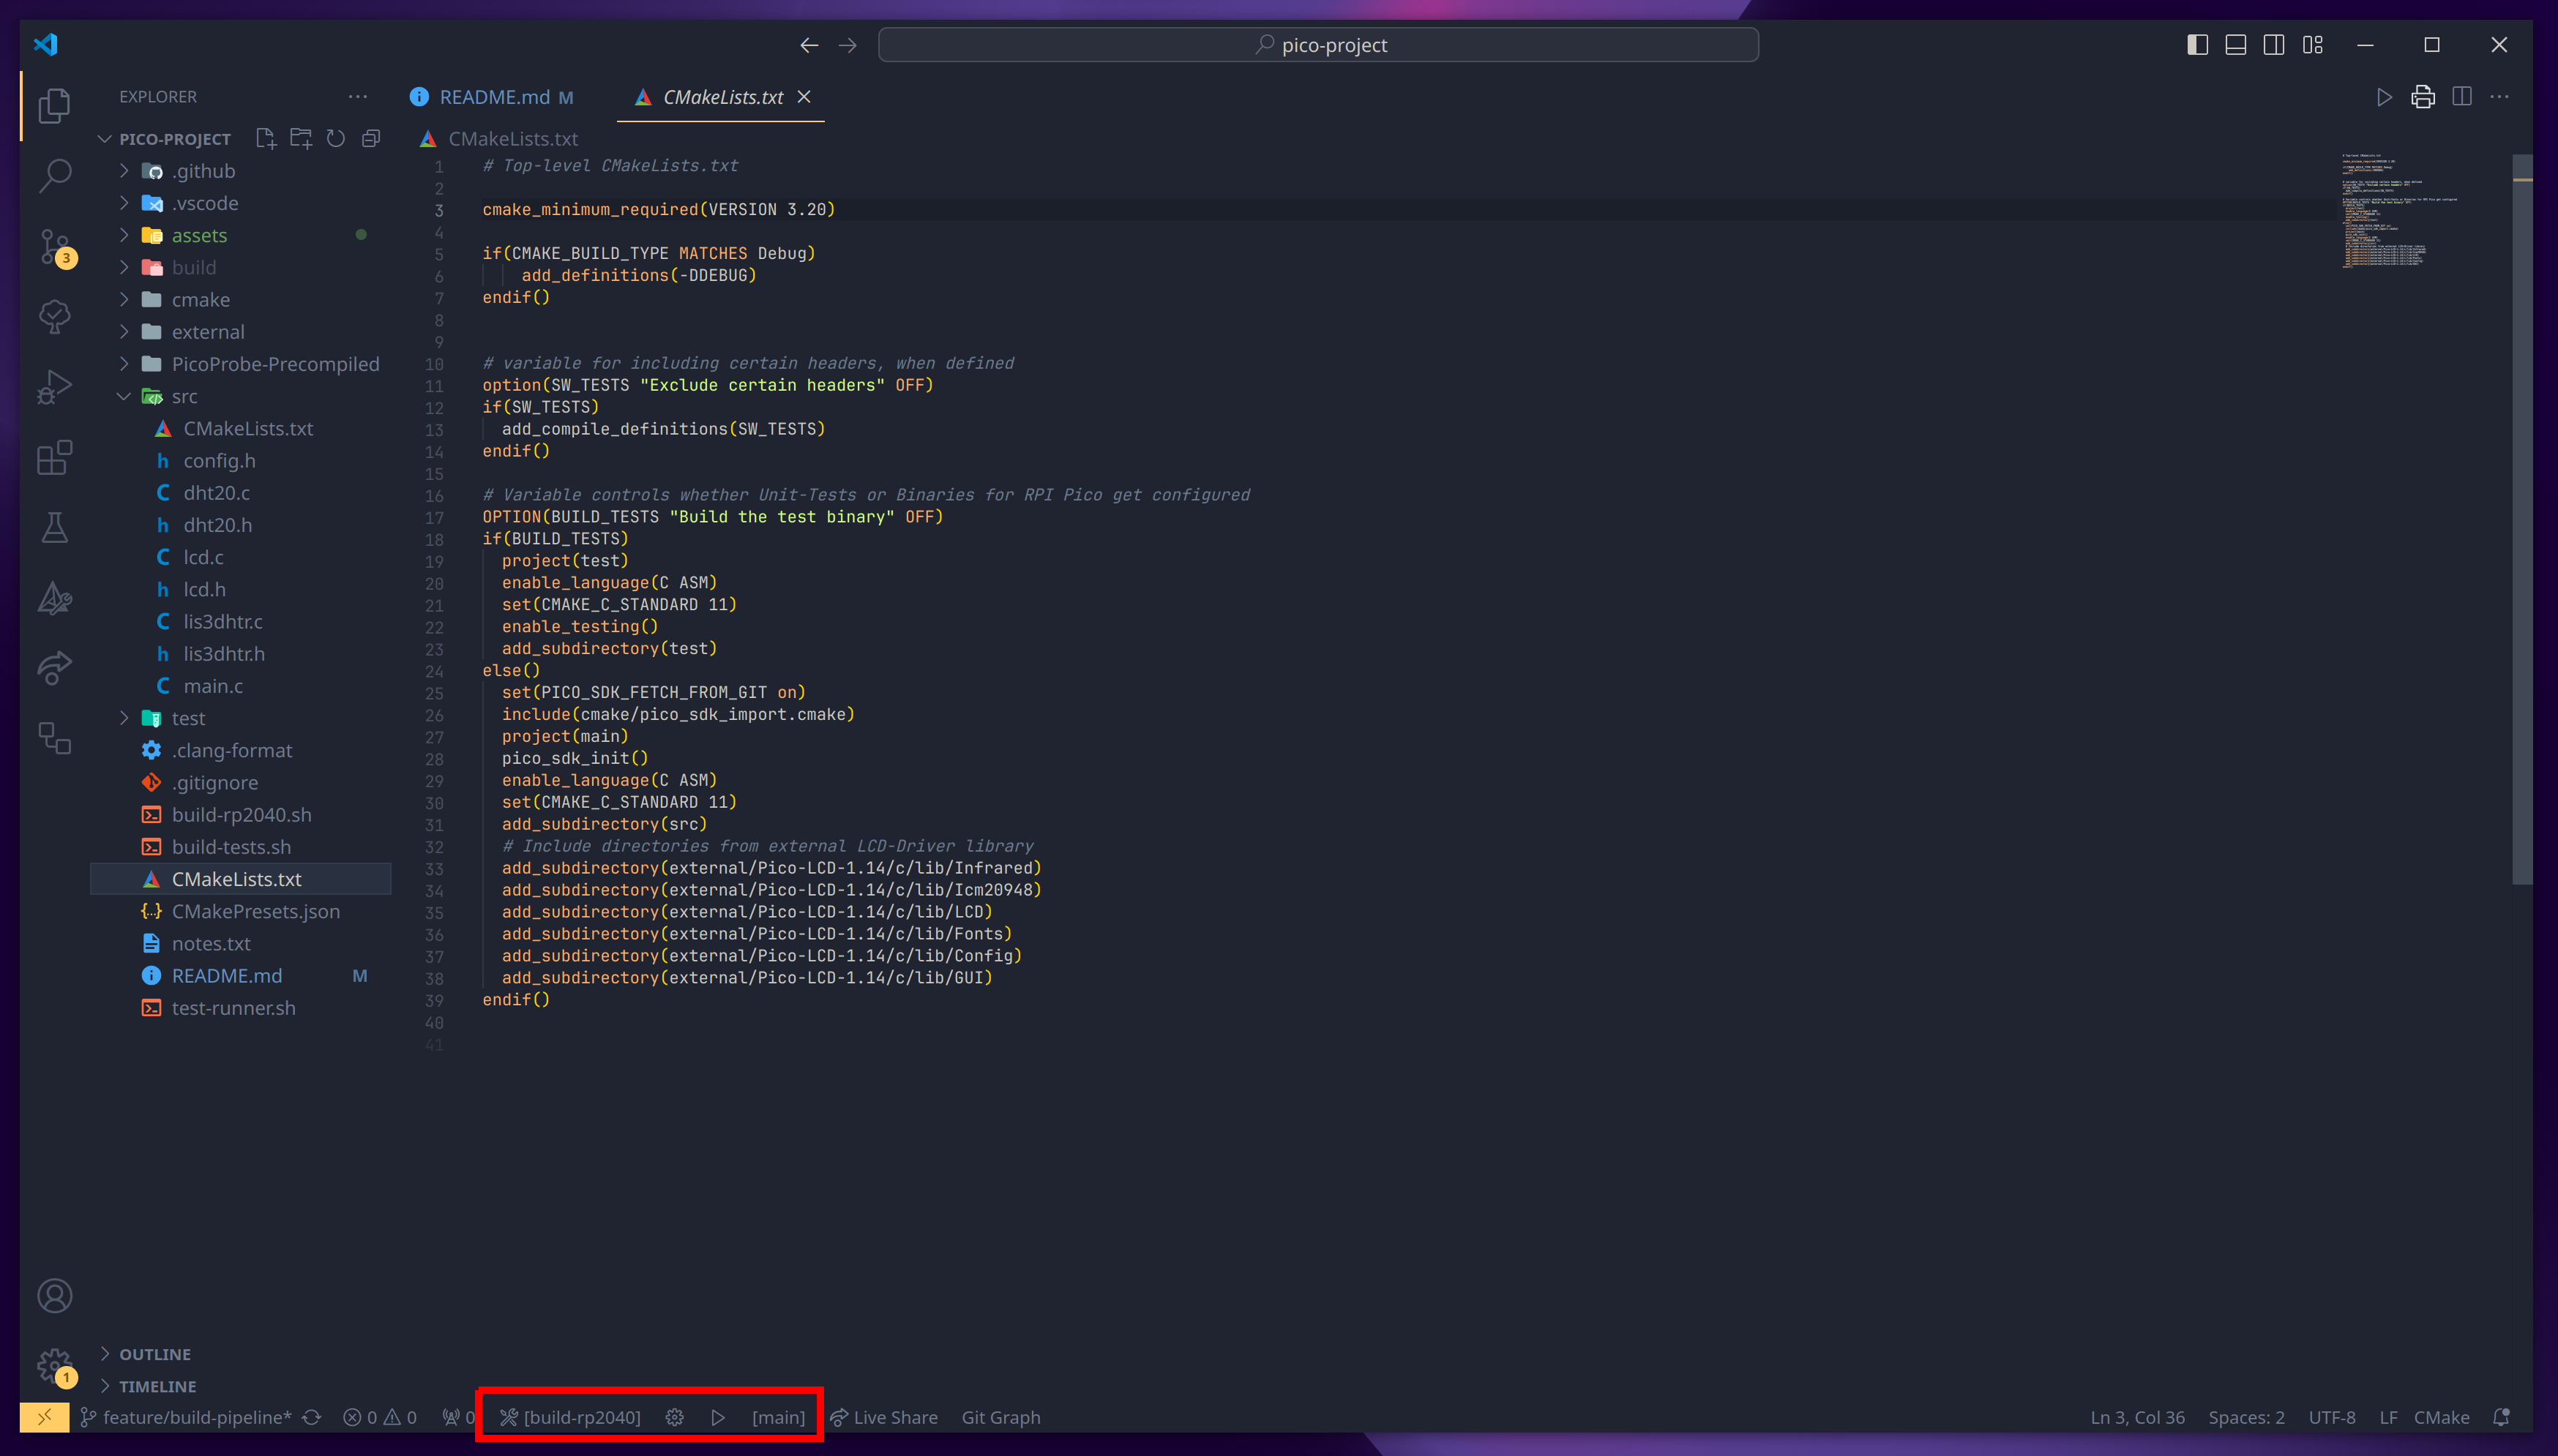 pico-project
EXPLORER
PICO-PROJECT
.github
.vscode
assets
build
cmake
external
PicoProbe-Precompiled
src
CMakeLists.txt
config.h
dht20.c
dht20.h
lcd.c
lcd.h
lis3dhtr.c
lis3dhtr.h
main.c
test
.clang-format
.gitignore
build-rp2040.sh
build-tests.sh
CMakeLists.txt
CMakePresets.json
notes.txt
README.md M
test-runner.sh
OUTLINE
TIMELINE
3
1
README.md M CMakeLists.txt
CMakeLists.txt
1 # Top-level CMakeLists.txt
2
3 cmake_minimum_required(VERSION 3.20)
4
5 if(CMAKE_BUILD_TYPE MATCHES Debug)
6 add_definitions(-DDEBUG)
7 endif()
8
9
10 # variable for including certain headers, when defined
11 option(SW_TESTS "Exclude certain headers" OFF)
12 if(SW_TESTS)
13 add_compile_definitions(SW_TESTS)
14 endif()
15
16 # Variable controls whether Unit-Tests or Binaries for RPI Pico get configured
17 OPTION(BUILD_TESTS "Build the test binary" OFF)
18 if(BUILD_TESTS)
19 project(test)
20 enable_language(C ASM)
21 set(CMAKE_C_STANDARD 11)
22 enable_testing()
23 add_subdirectory(test)
24 else()
25 set(PICO_SDK_FETCH_FROM_GIT on)
26 include(cmake/pico_sdk_import.cmake)
27 project(main)
28 pico_sdk_init()
29 enable_language(C ASM)
30 set(CMAKE_C_STANDARD 11)
31 add_subdirectory(src)
32 # Include directories from external LCD-Driver library
33 add_subdirectory(external/Pico-LCD-1.14/c/lib/Infrared)
34 add_subdirectory(external/Pico-LCD-1.14/c/lib/Icm20948)
35 add_subdirectory(external/Pico-LCD-1.14/c/lib/LCD)
36 add_subdirectory(external/Pico-LCD-1.14/c/lib/Fonts)
37 add_subdirectory(external/Pico-LCD-1.14/c/lib/Config)
38 add_subdirectory(external/Pico-LCD-1.14/c/lib/GUI)
39 endif()
40
41
feature/build-pipeline* 0 0 0 [build-rp2040] [main] Live Share Git Graph Ln 3, Col 36 Spaces: 2 UTF-8 LF CMake